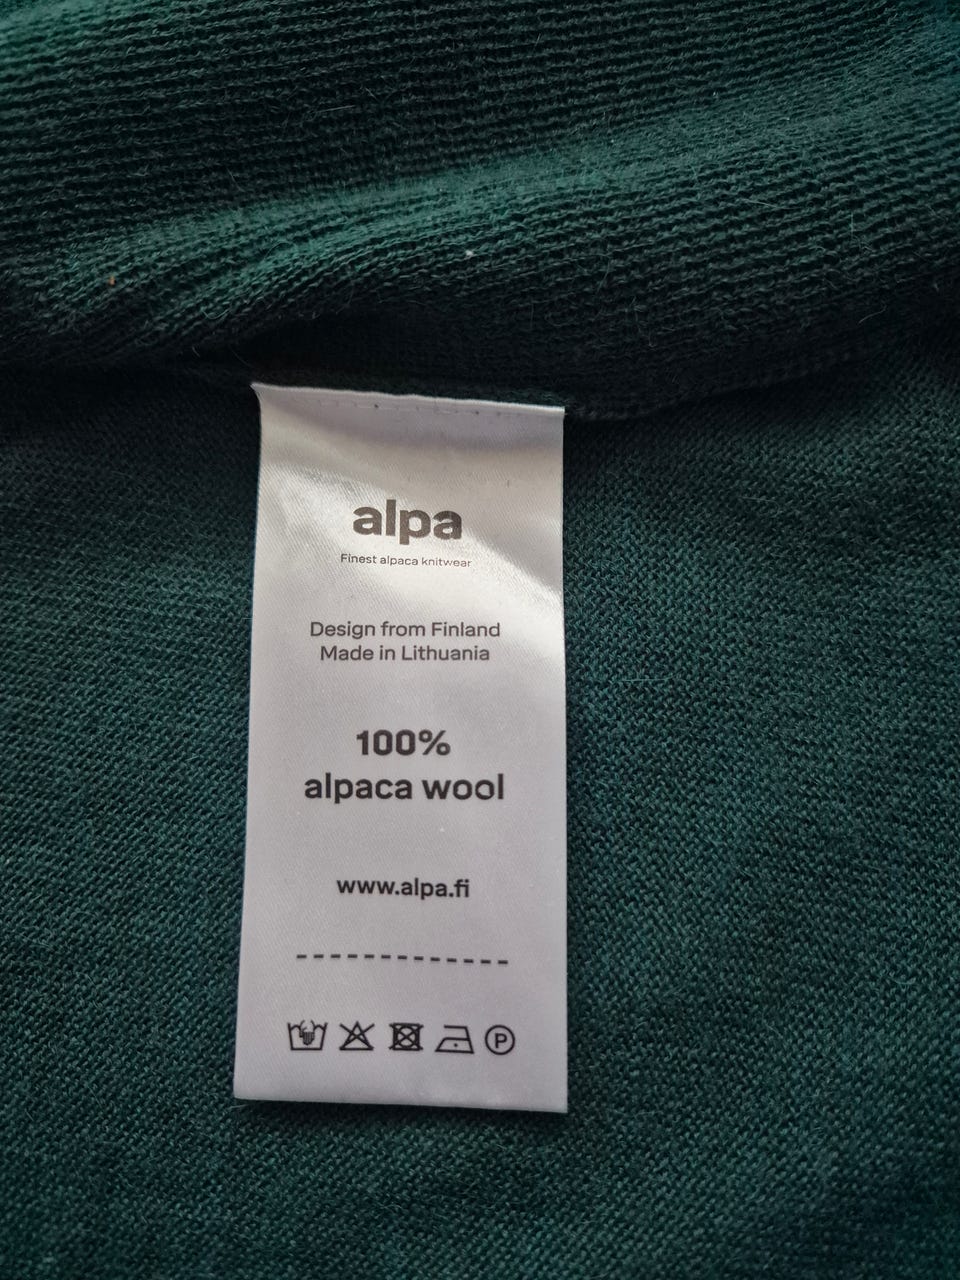 alpa
Finest alpaca knitwear
Design from Finland
Made in Lithuania
100%
alpaca wool
www.alpa.fi
P